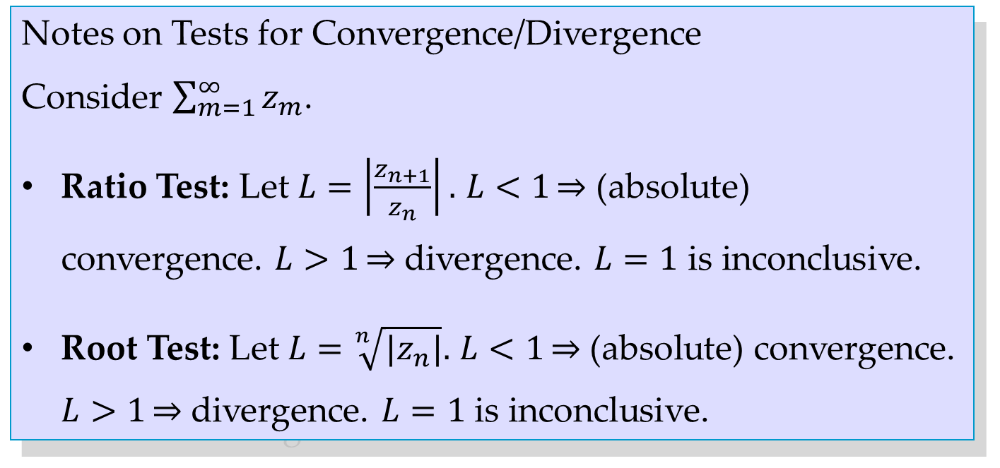 Notes on Tests for Convergence/Divergence
Consider $\sum_{m=1}^{\infty} z_m$.
• Ratio Test: Let $L = \left|\frac{z_{n+1}}{z_n}\right|$ . $L < 1 \Rightarrow$ (absolute)
convergence. $L > 1 \Rightarrow$ divergence. $L = 1$ is inconclusive.
• Root Test: Let $L = \sqrt[n]{|z_n|}$. $L < 1 \Rightarrow$ (absolute) convergence.
$L > 1 \Rightarrow$ divergence. $L = 1$ is inconclusive.